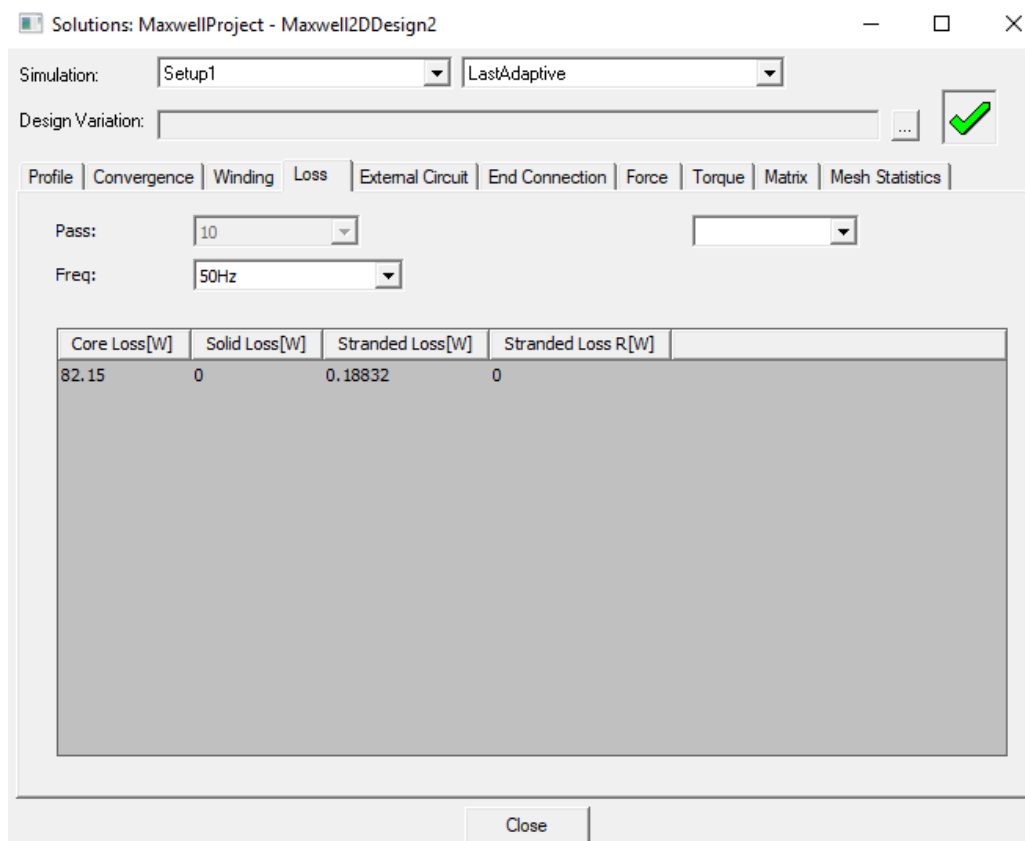 Solutions: MaxwellProject - Maxwell2DDesign2
Simulation: Setup1 LastAdaptive
Design Variation: ...
Profile Convergence Winding Loss External Circuit End Connection Force Torque Matrix Mesh Statistics
Pass: 10
Freq: 50Hz
Core Loss[W] Solid Loss[W] Stranded Loss[W] Stranded Loss R[W]
82.15 0 0.18832 0
Close